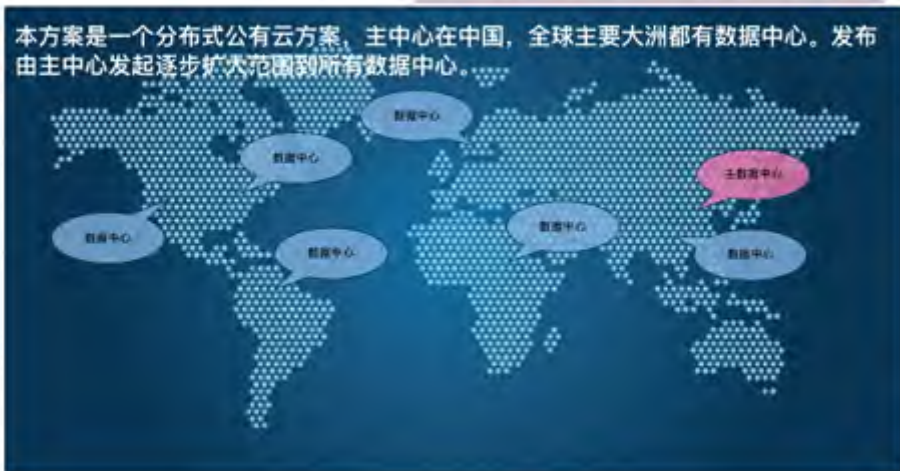 本方案是一个分布式公有云方案，主中心在中国，全球主要大洲都有数据中心。发布
由主中心发起逐步扩大范围到所有数据中心。
数据中心
数据中心
主数据中心
数据中心
数据中心
数据中心
数据中心